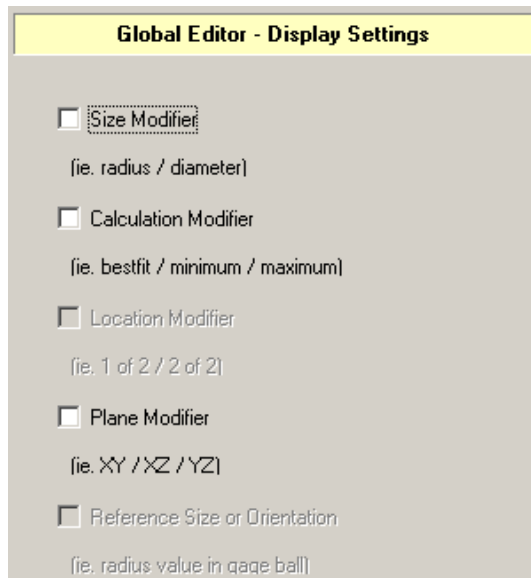 Global Editor - Display Settings
Size Modifier
(ie. radius / diameter)
Calculation Modifier
(ie. bestfit / minimum / maximum)
Location Modifier
(ie. 1 of 2 / 2 of 2)
Plane Modifier
(ie. XY / XZ / YZ)
Reference Size or Orientation
(ie. radius value in gage ball)